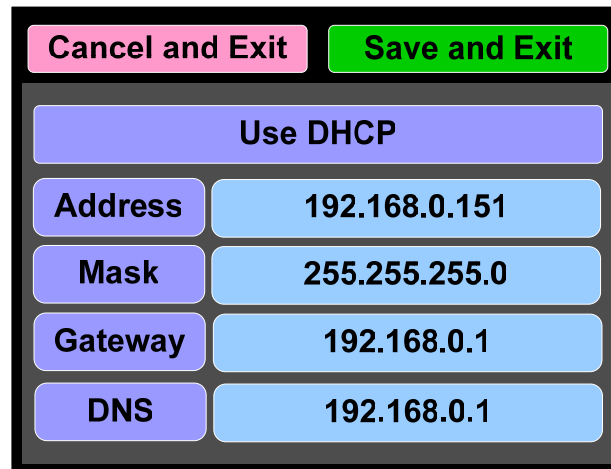 Cancel and Exit Save and Exit
Use DHCP
Address 192.168.0.151
Mask 255.255.255.0
Gateway 192.168.0.1
DNS 192.168.0.1